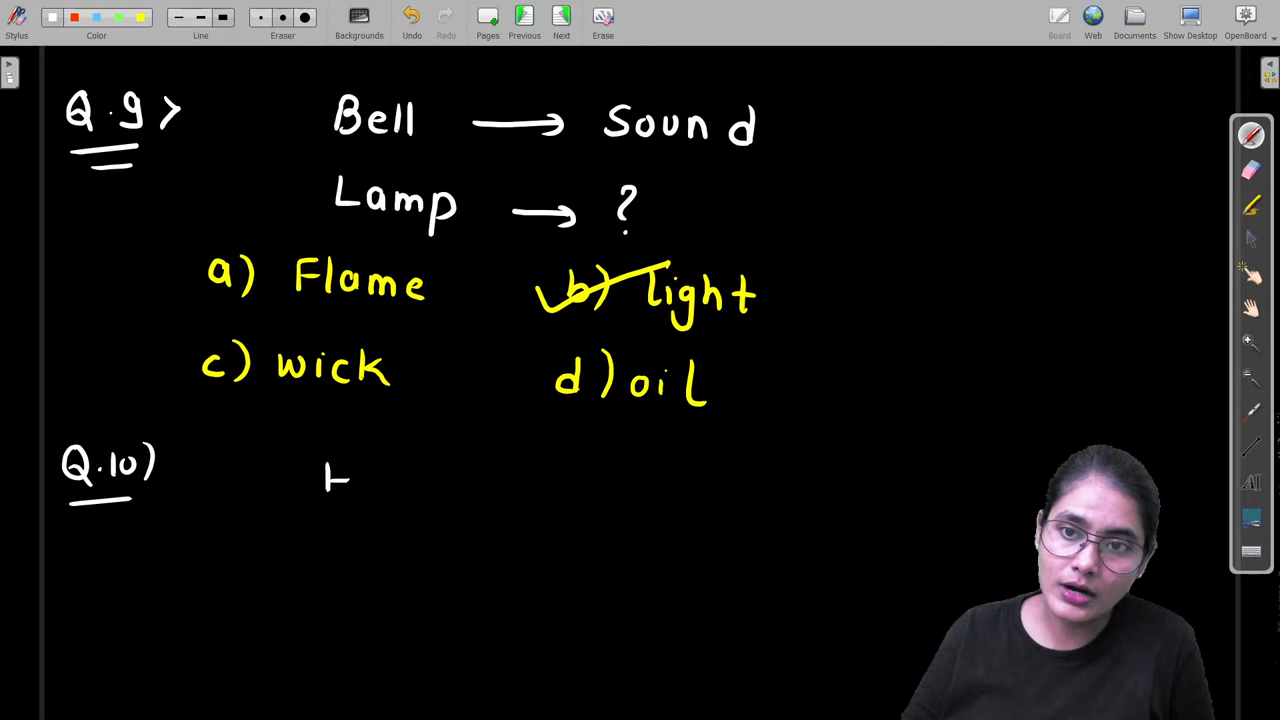 Stylus Color Line Eraser Backgrounds Undo Redo Pages Previous Next Erase Board Web Documents Show Desktop OpenBoard
Q.9> Bell → Sound
Lamp → ?
a) Flame b) light
c) wick d) oil
Q.10)